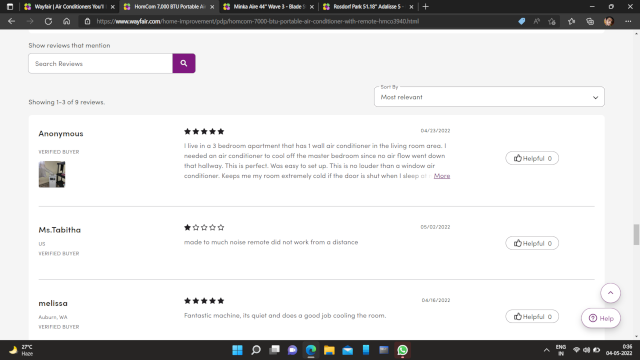 Wayfair | Air Conditioners You'll
HomCom 7,000 BTU Portable Air
Minka Aire 44" Wave 3 - Blade S
Rosdorf Park 51.18" Adalisse 5 -
https://www.wayfair.com/home-improvement/pdp/homcom-7000-btu-portable-air-conditioner-with-remote-hmco3940.html
Show reviews that mention
Search Reviews
Sort By
Most relevant
Showing 1-3 of 9 reviews.
Anonymous
VERIFIED BUYER
04/23/2022
I live in a 3 bedroom apartment that has 1 wall air conditioner in the living room area. I
needed an air conditioner to cool off the master bedroom since no air flow went down
that hallway. This is perfect. Was easy to set up. This is no louder than a window air
conditioner. Keeps me my room extremely cold if the door is shut when I sleep at More
Helpful 0
Ms.Tabitha
US
VERIFIED BUYER
05/02/2022
made to much noise remote did not work from a distance
Helpful 0
melissa
Auburn, WA
VERIFIED BUYER
04/16/2022
Fantastic machine, its quiet and does a good job cooling the room.
Helpful 0
Help
27°C
Haze
ENG
IN
0:36
04-05-2022